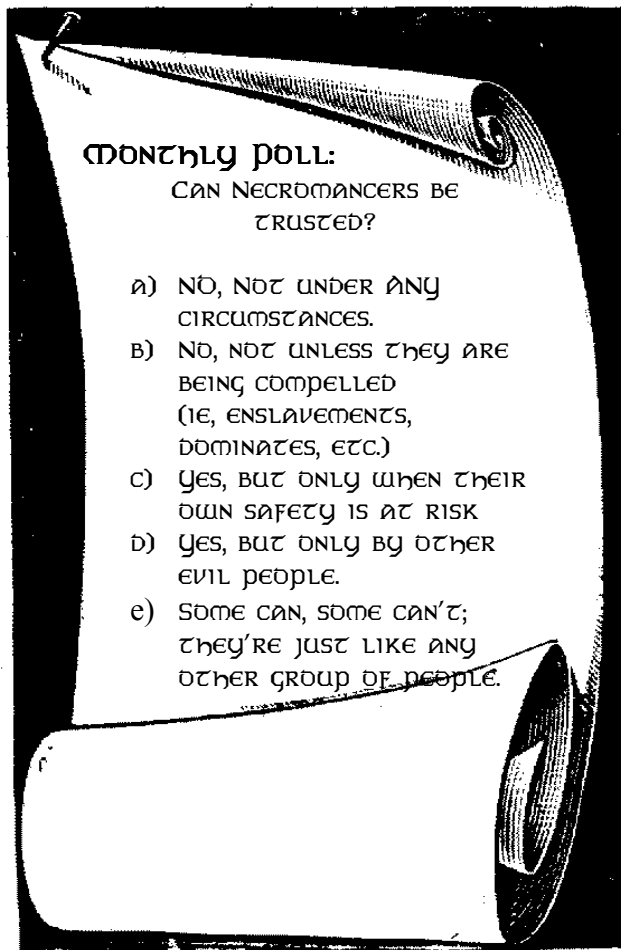 Monthly Poll:
Can Necromancers be
trusted?
a) No, Not under Any
circumstances.
b) No, not unless they are
being compelled
(ie, enslavements,
dominates, etc.)
c) Yes, but only when their
own safety is at risk
d) Yes, but only by other
evil people.
e) Some can, some can't;
they're just like any
other group of people.